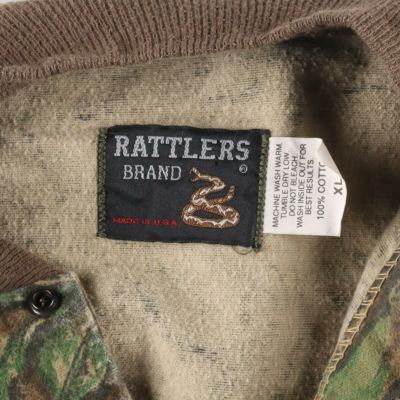 RATTLERS
BRAND ®
MADE IN U.S.A.
MACHINE WASH WARM.
TUMBLE DRY LOW
DO NOT BLEACH.
WASH INSIDE OUT FOR
BEST RESULTS.
100% COTTO
XL